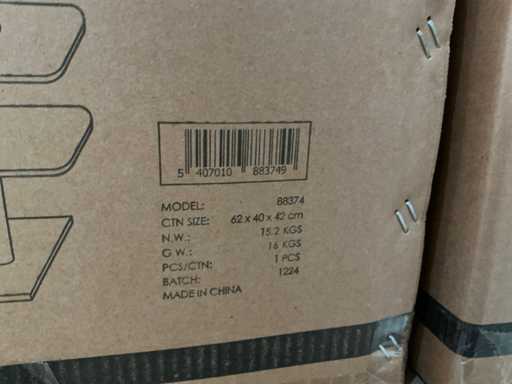 5 407010 883749
MODEL: 88374
CTN SIZE: 62 x 40 x 42 cm
N.W.: 15.2 KGS
G W.: 16 KGS
PCS/CTN: 1 PCS
BATCH: 1224
MADE IN CHINA